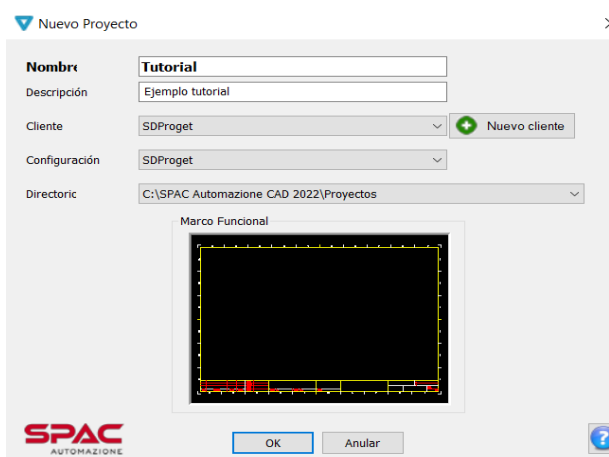 Nuevo Proyecto
Nombre Tutorial
Descripción Ejemplo tutorial
Cliente SDProget Nuevo cliente
Configuración SDProget
Directoric C:\SPAC Automazione CAD 2022\Proyectos
Marco Funcional
SPAC
AUTOMAZIONE
OK Anular
?